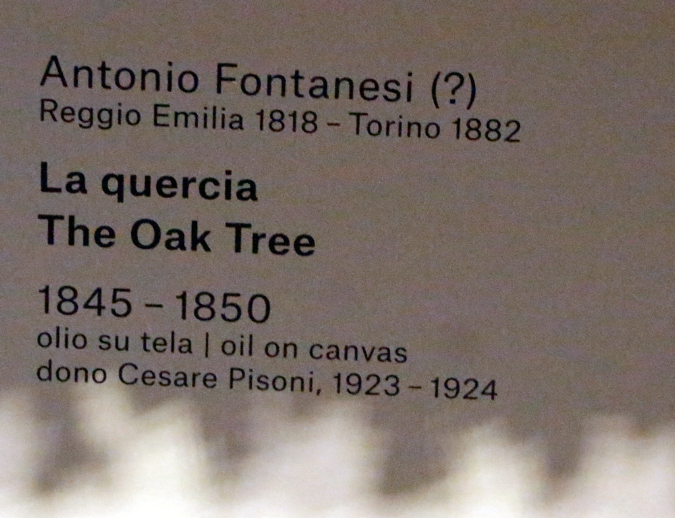 Antonio Fontanesi (?)
Reggio Emilia 1818 – Torino 1882
La quercia
The Oak Tree
1845 – 1850
olio su tela | oil on canvas
dono Cesare Pisoni, 1923 – 1924